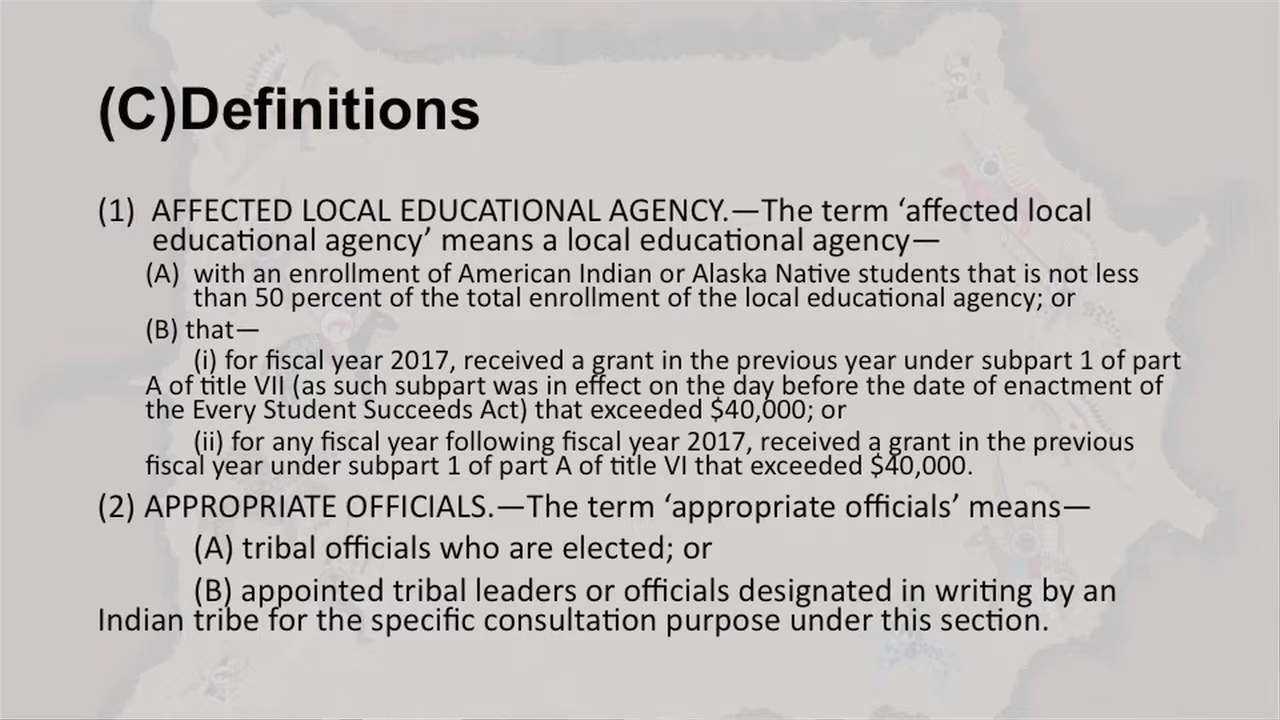 (C)Definitions
(1) AFFECTED LOCAL EDUCATIONAL AGENCY.—The term ‘affected local
educational agency’ means a local educational agency—
(A) with an enrollment of American Indian or Alaska Native students that is not less
than 50 percent of the total enrollment of the local educational agency; or
(B) that—
(i) for fiscal year 2017, received a grant in the previous year under subpart 1 of part
A of title VII (as such subpart was in effect on the day before the date of enactment of
the Every Student Succeeds Act) that exceeded $40,000; or
(ii) for any fiscal year following fiscal year 2017, received a grant in the previous
fiscal year under subpart 1 of part A of title VI that exceeded $40,000.
(2) APPROPRIATE OFFICIALS.—The term ‘appropriate officials’ means—
(A) tribal officials who are elected; or
(B) appointed tribal leaders or officials designated in writing by an
Indian tribe for the specific consultation purpose under this section.